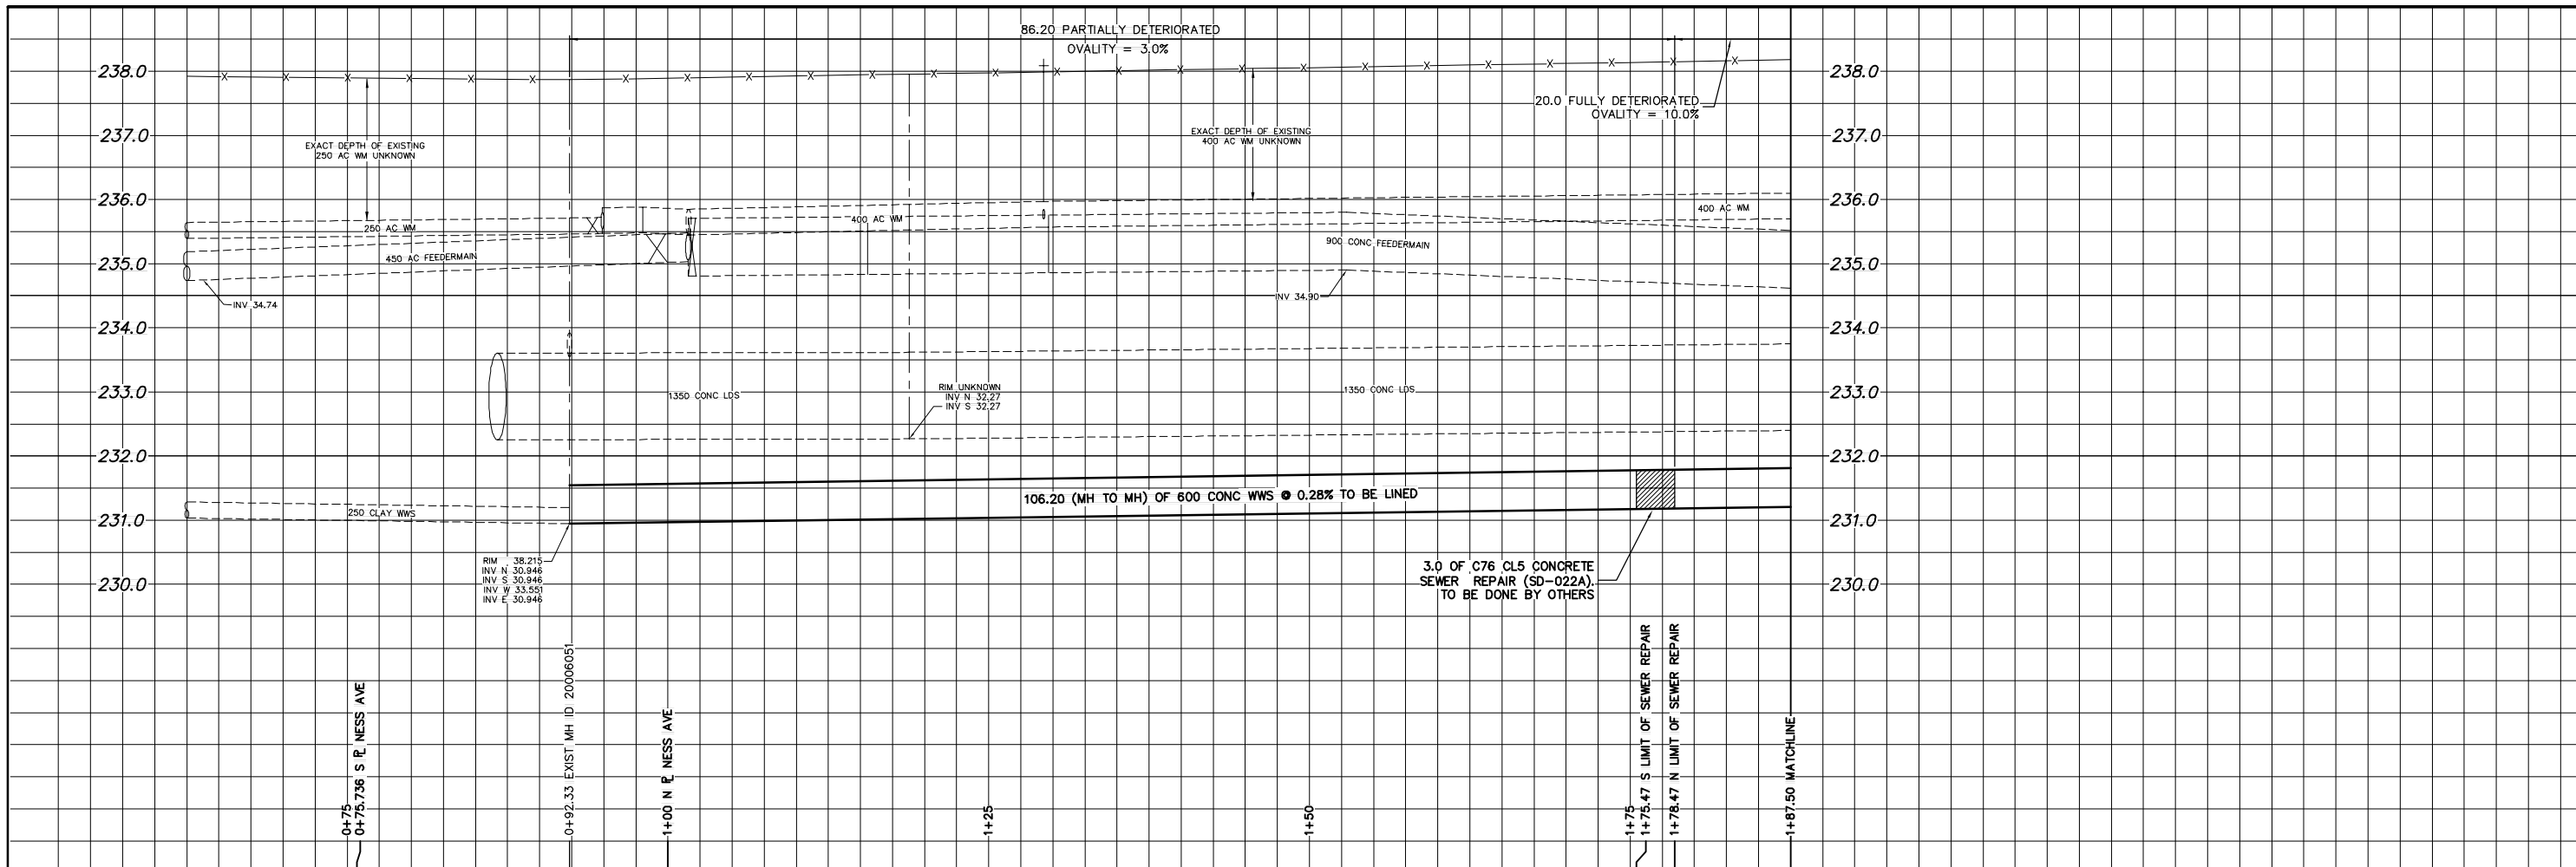 86.20 PARTIALLY DETERIORATED
OVALITY = 3.0%
238.0
238.0
20.0 FULLY DETERIORATED
OVALITY = 10.0%
237.0
EXACT DEPTH OF EXISTING
250 AC WM UNKNOWN
EXACT DEPTH OF EXISTING
400 AC WM UNKNOWN
237.0
236.0
236.0
250 AC WM
400 AC WM
400 AC WM
235.0
450 AC FEEDERMAIN
900 CONC FEEDERMAIN
235.0
INV 34.74
INV 34.90
234.0
234.0
233.0
1350 CONC LDS
RIM UNKNOWN
INV N 32.27
INV S 32.27
1350 CONC LDS
233.0
232.0
232.0
106.20 (MH TO MH) OF 600 CONC WWS @ 0.28% TO BE LINED
231.0
250 CLAY WWS
231.0
RIM 38.215
INV N 30.946
INV S 30.946
INV W 33.551
INV E 30.946
3.0 OF C76 CL5 CONCRETE
SEWER REPAIR (SD-022A).
TO BE DONE BY OTHERS
230.0
230.0
0+75
0+75.736 S PL NESS AVE
0+92.33 EXIST MH ID 20006051
1+00 N PL NESS AVE
1+25
1+50
1+75
1+75.47 S LIMIT OF SEWER REPAIR
1+78.47 N LIMIT OF SEWER REPAIR
1+87.50 MATCHLINE